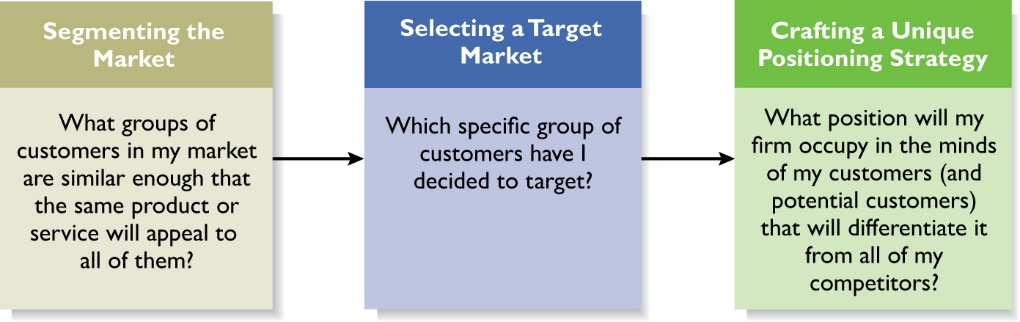 Segmenting the
Market
What groups of
customers in my market
are similar enough that
the same product or
service will appeal to
all of them?
Selecting a Target
Market
Which specific group of
customers have I
decided to target?
Crafting a Unique
Positioning Strategy
What position will my
firm occupy in the minds
of my customers (and
potential customers)
that will differentiate it
from all of my
competitors?